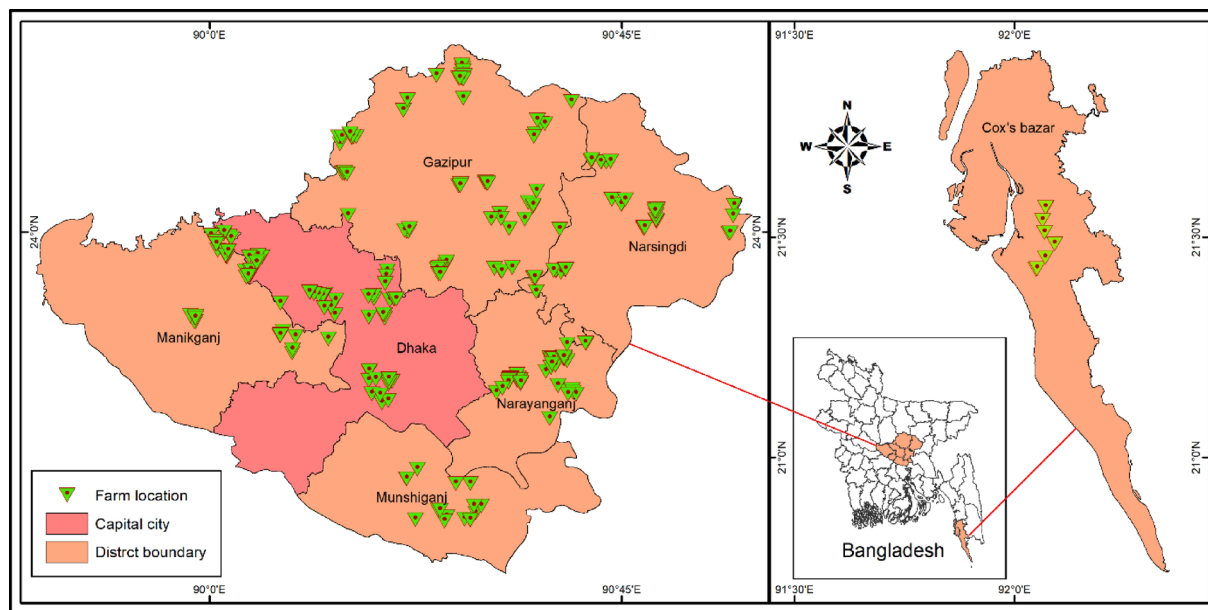 90°0'E
90°45'E
91°30'E
92°0'E
N
W
E
S
Cox's bazar
Gazipur
24°0'N
Narsingdi
24°0'N
21°30'N
21°30'N
Manikganj
Dhaka
Narayanganj
Munshiganj
21°0'N
21°0'N
Farm location
Capital city
Distrct boundary
Bangladesh
90°0'E
90°45'E
91°30'E
92°0'E